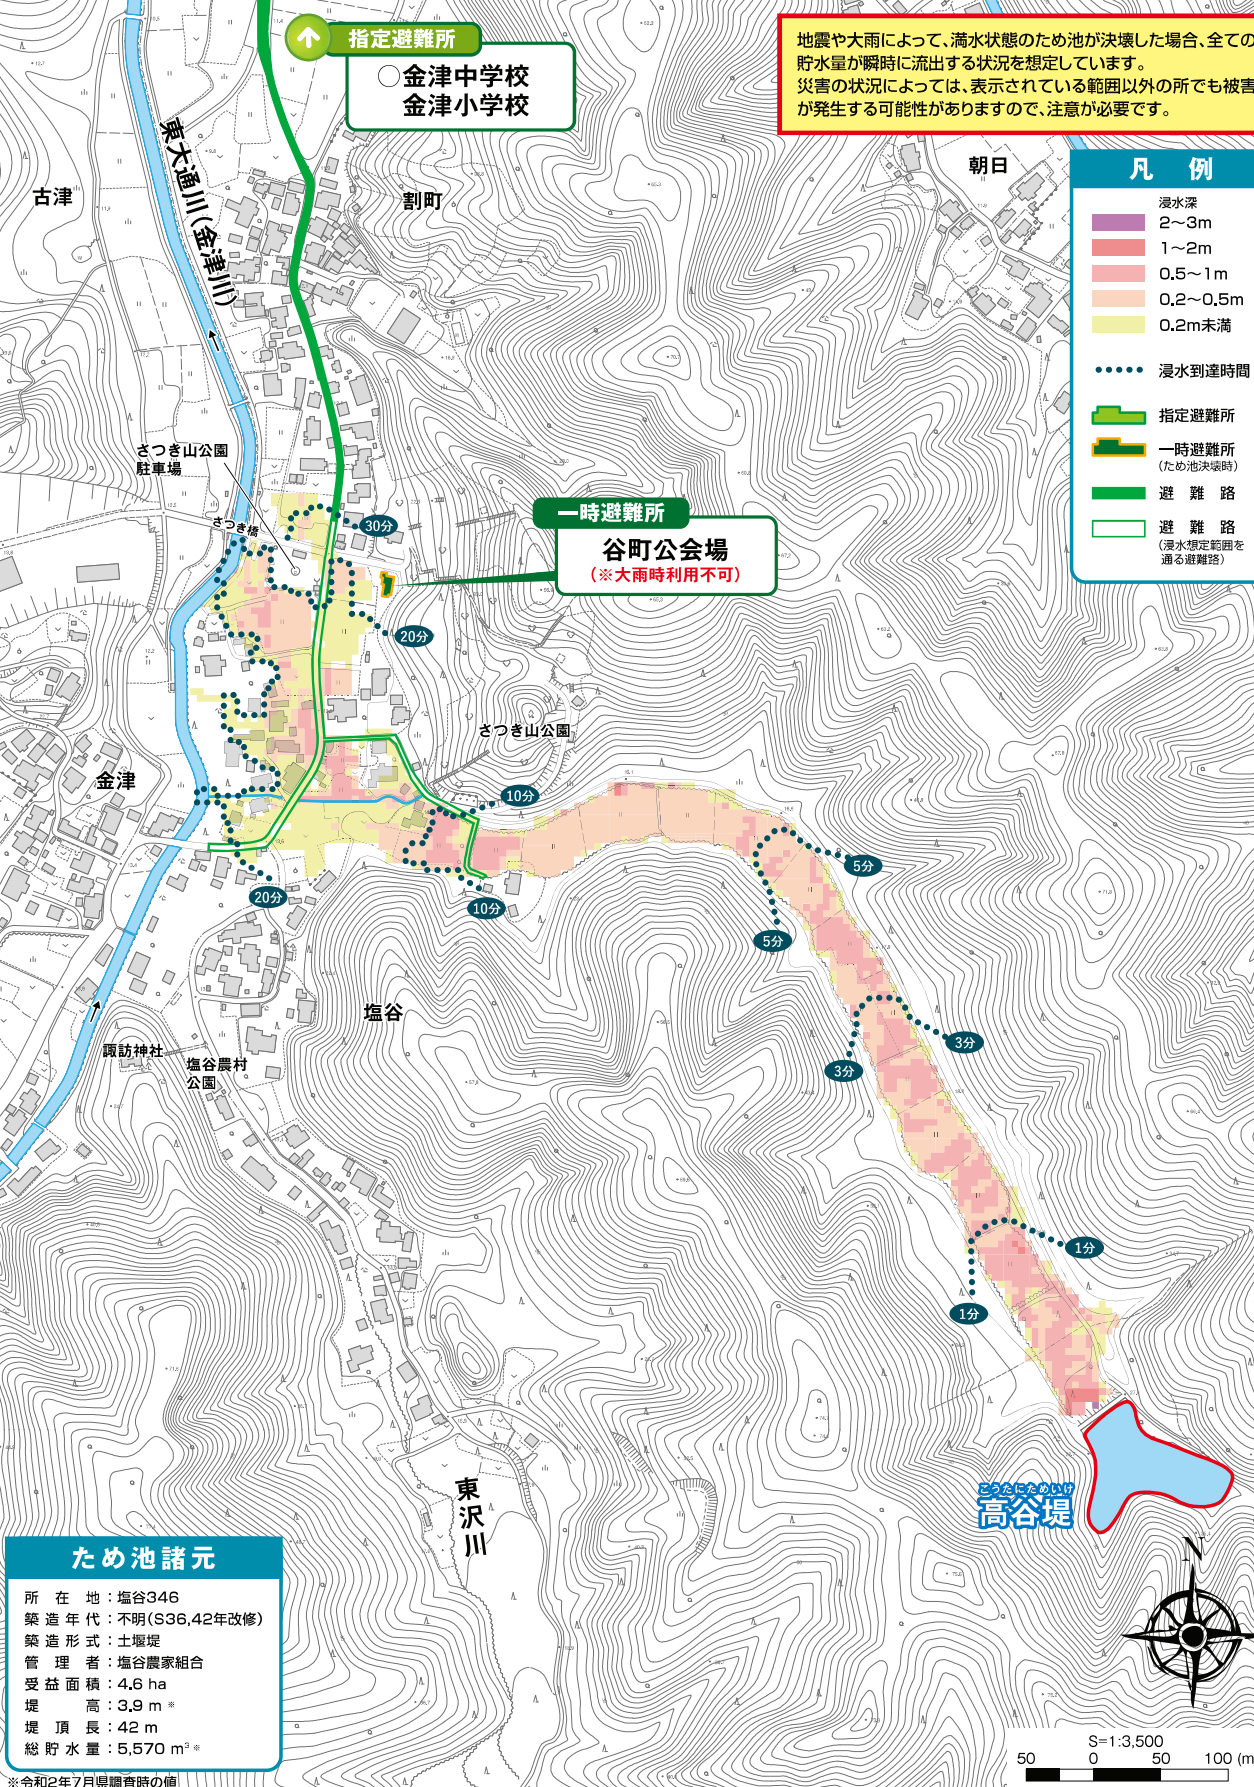 指定避難所
○金津中学校
金津小学校
地震や大雨によって、満水状態のため池が決壊した場合、全ての
貯水量が瞬時に流出する状況を想定しています。
災害の状況によっては、表示されている範囲以外の所でも被害
が発生する可能性がありますので、注意が必要です。
凡例
浸水深
2～3m
1～2m
0.5～1m
0.2～0.5m
0.2m未満
浸水到達時間
指定避難所
一時避難所
(ため池決壊時)
避難路
避難路
(浸水想定範囲を
通る避難路)
朝日
古津
東大通川(金津川)
割町
さつき山公園
駐車場
さつき橋
30分
一時避難所
谷町公会場
(※大雨時利用不可)
20分
さつき山公園
金津
10分
5分
20分
10分
5分
塩谷
3分
3分
諏訪神社
塩谷農村
公園
1分
1分
東沢川
こうたにためいけ
高谷堤
N
ため池諸元
所在地：塩谷346
築造年代：不明(S36,42年改修)
築造形式：土堰堤
管理者：塩谷農家組合
受益面積：4.6 ha
堤高：3.9 m ※
堤頂長：42 m
総貯水量：5,570 m³ ※
※令和2年7月県調査時の値
S=1:3,500
50 0 50 100 (m